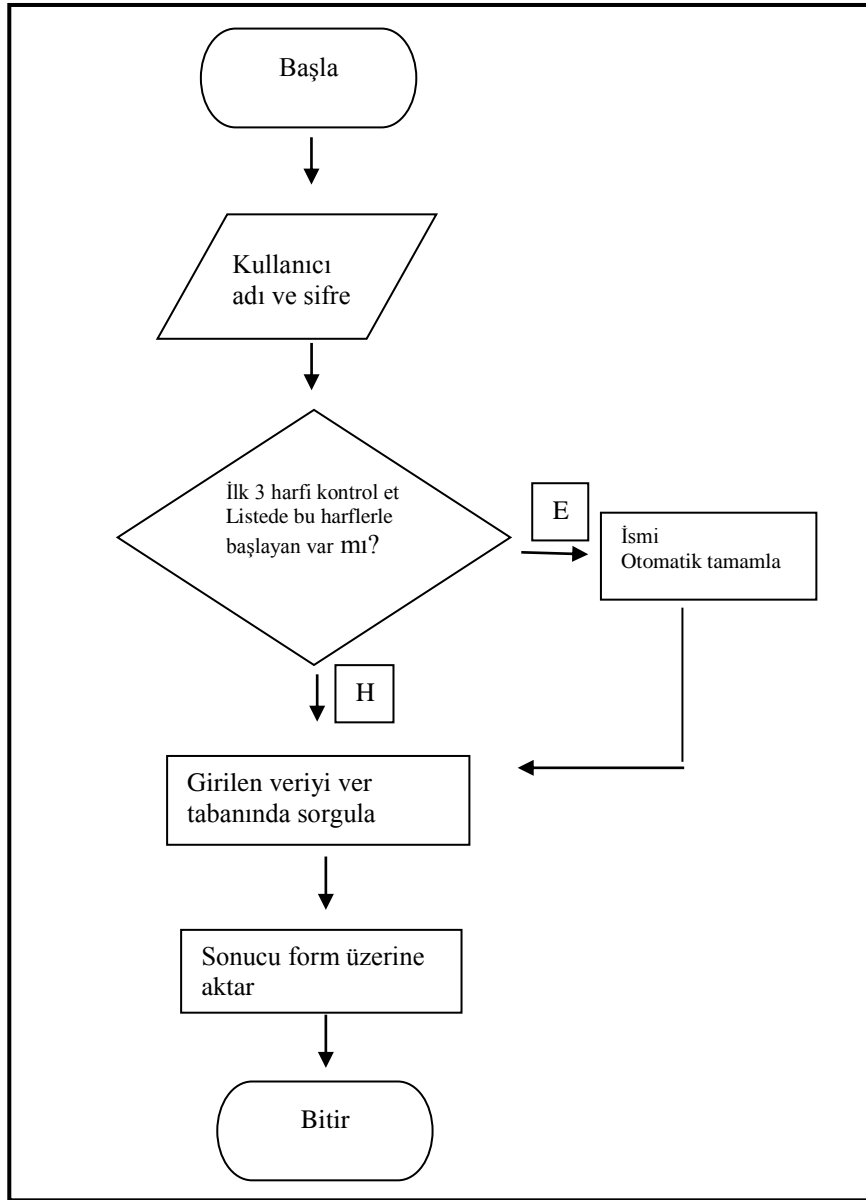 Başla
Kullanıcı
adı ve sifre
İlk 3 harfi kontrol et
Listede bu harflerle
başlayan var mı?
E
İsmi
Otomatik tamamla
H
Girilen veriyi ver
tabanında sorgula
Sonucu form üzerine
aktar
Bitir